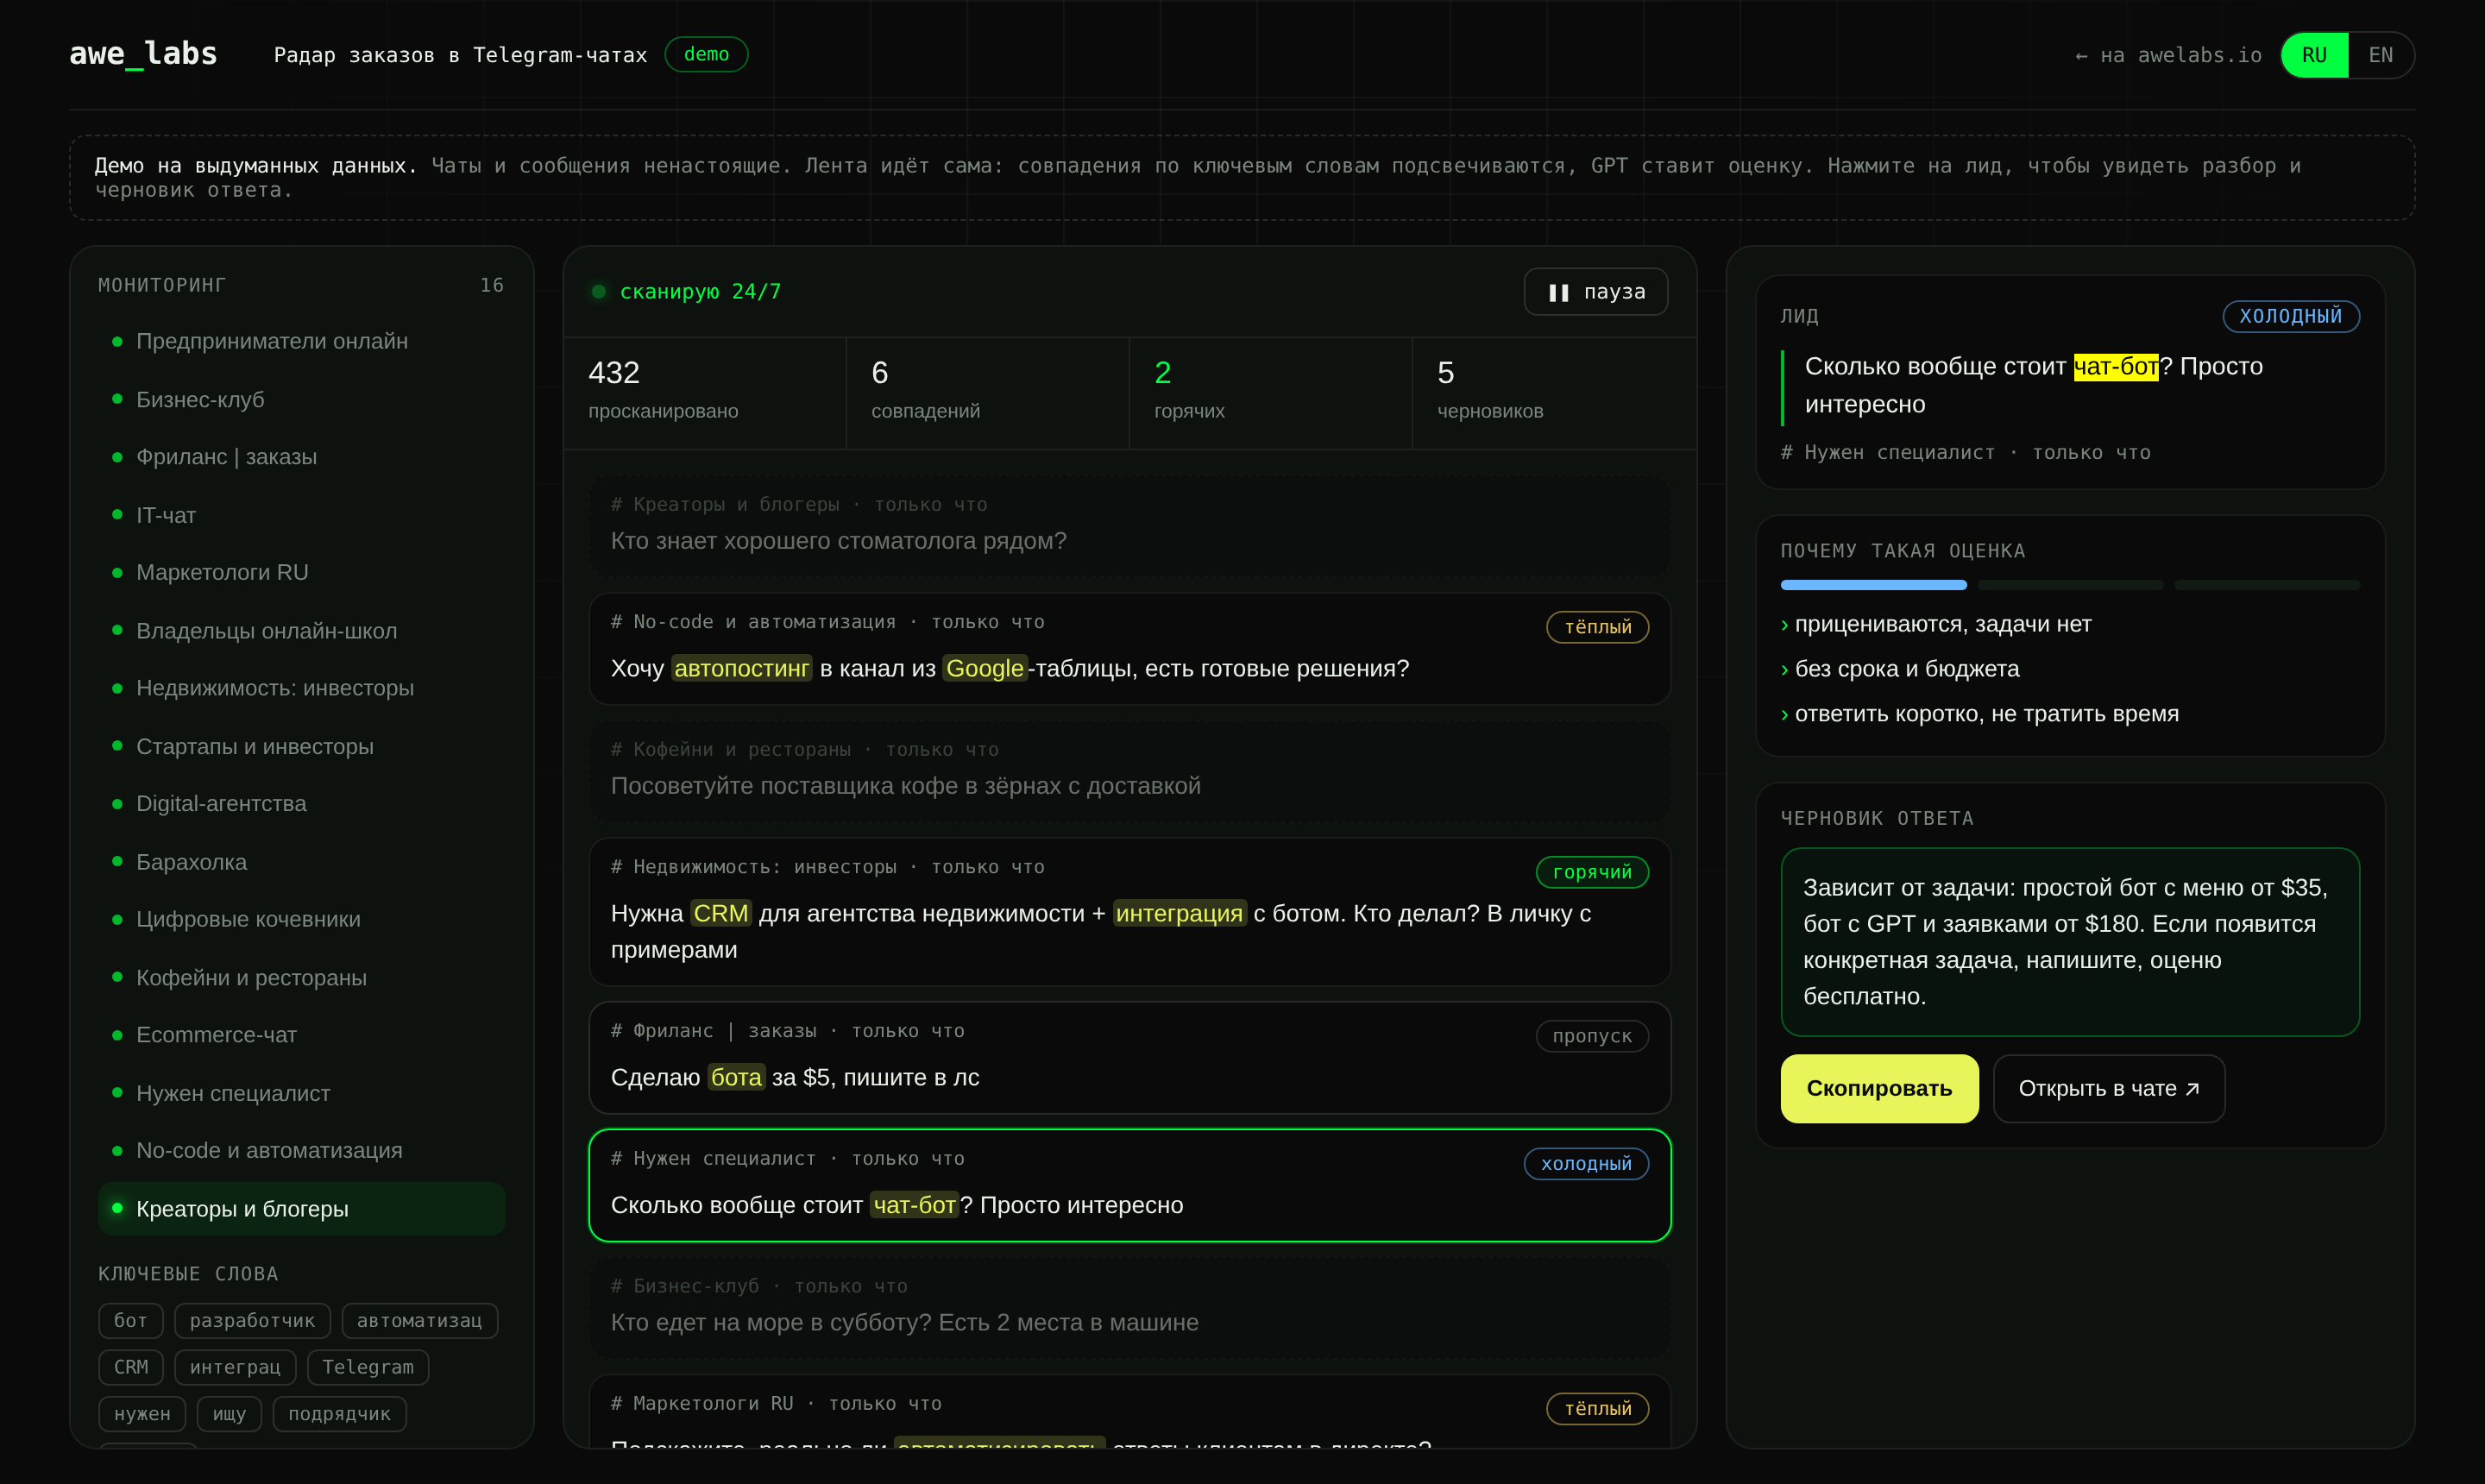 awe_labs
Радар заказов в Telegram-чатах
demo
← на awelabs.io
RU
EN
Демо на выдуманных данных. Чаты и сообщения ненастоящие. Лента идёт сама: совпадения по ключевым словам подсвечиваются, GPT ставит оценку. Нажмите на лид, чтобы увидеть разбор и
черновик ответа.
МОНИТОРИНГ
16
Предприниматели онлайн
Бизнес-клуб
Фриланс | заказы
IT-чат
Маркетологи RU
Владельцы онлайн-школ
Недвижимость: инвесторы
Стартапы и инвесторы
Digital-агентства
Барахолка
Цифровые кочевники
Кофейни и рестораны
Ecommerce-чат
Нужен специалист
No-code и автоматизация
Креаторы и блогеры
КЛЮЧЕВЫЕ СЛОВА
бот
разработчик
автоматизац
CRM
интеграц
Telegram
нужен
ищу
подрядчик
сканирую 24/7
пауза
432
просканировано
6
совпадений
2
горячих
5
черновиков
# Креаторы и блогеры · только что
Кто знает хорошего стоматолога рядом?
# No-code и автоматизация · только что
тёплый
Хочу автопостинг в канал из Google-таблицы, есть готовые решения?
# Кофейни и рестораны · только что
Посоветуйте поставщика кофе в зёрнах с доставкой
# Недвижимость: инвесторы · только что
горячий
Нужна CRM для агентства недвижимости + интеграция с ботом. Кто делал? В личку с
примерами
# Фриланс | заказы · только что
пропуск
Сделаю бота за $5, пишите в лс
# Нужен специалист · только что
холодный
Сколько вообще стоит чат-бот? Просто интересно
# Бизнес-клуб · только что
Кто едет на море в субботу? Есть 2 места в машине
# Маркетологи RU · только что
тёплый
Подскажите, реально ли автоматизировать ответы клиентам в директе?
ЛИД
ХОЛОДНЫЙ
Сколько вообще стоит чат-бот? Просто
интересно
# Нужен специалист · только что
ПОЧЕМУ ТАКАЯ ОЦЕНКА
› прицениваются, задачи нет
› без срока и бюджета
› ответить коротко, не тратить время
ЧЕРНОВИК ОТВЕТА
Зависит от задачи: простой бот с меню от $35,
бот с GPT и заявками от $180. Если появится
конкретная задача, напишите, оценю
бесплатно.
Скопировать
Открыть в чате ↗